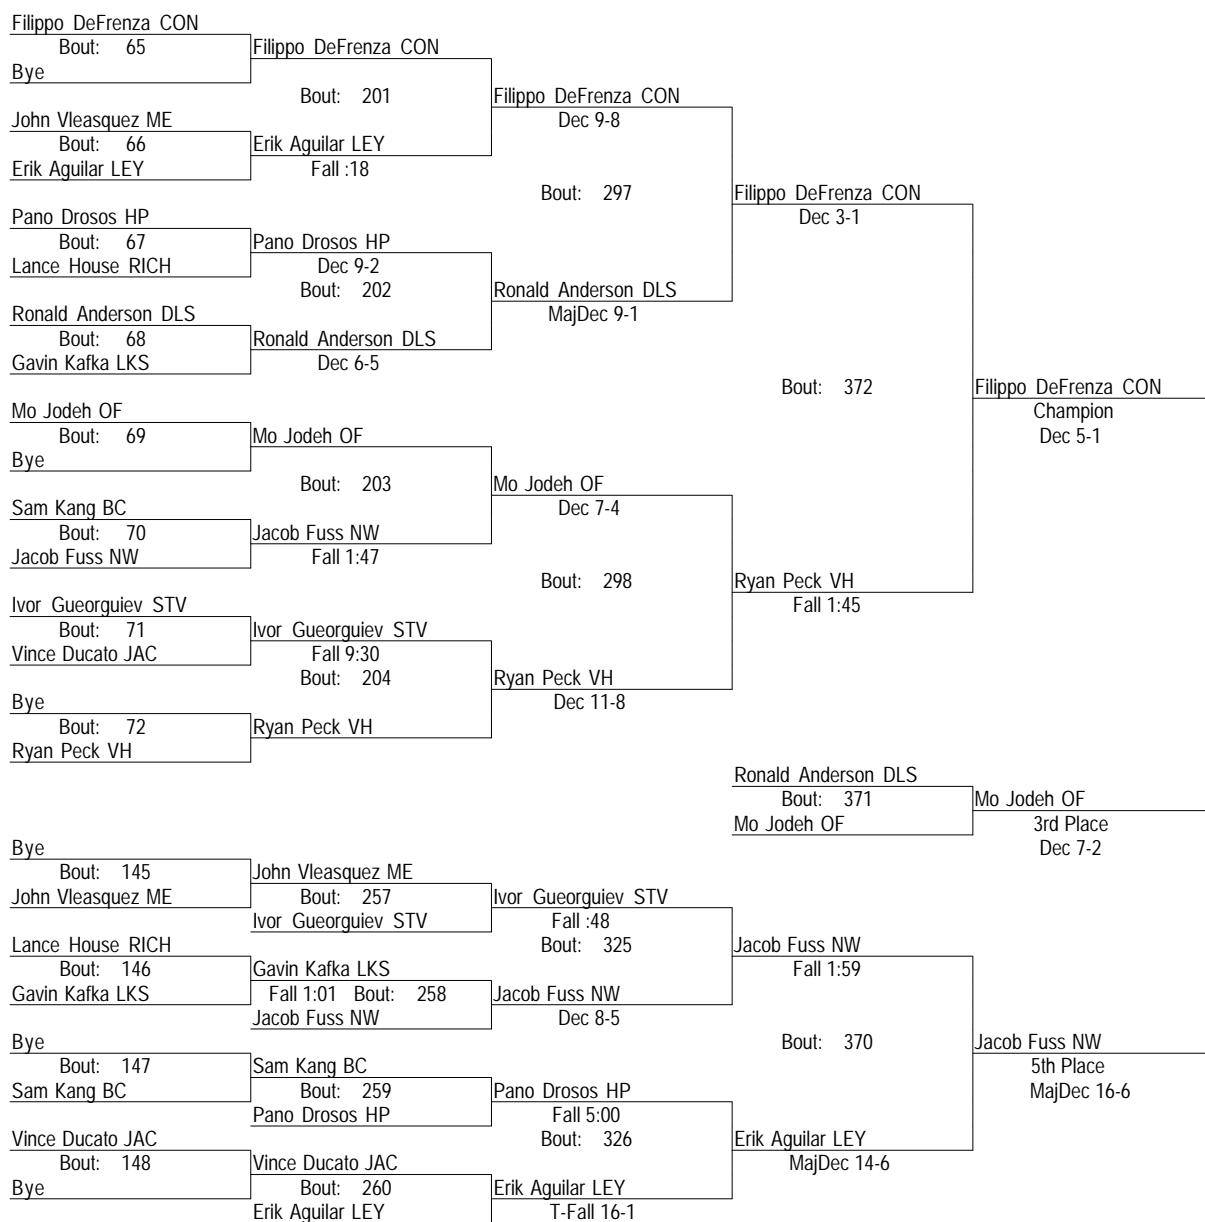 Filippo DeFrenza CON
Bout: 65 Filippo DeFrenza CON
Bye
Bout: 201 Filippo DeFrenza CON
John Vleasquez ME Dec 9-8
Bout: 66 Erik Aguilar LEY
Erik Aguilar LEY Fall :18
Bout: 297 Filippo DeFrenza CON
Pano Drosos HP Dec 3-1
Bout: 67 Pano Drosos HP
Lance House RICH Dec 9-2
Bout: 202 Ronald Anderson DLS
Ronald Anderson DLS MajDec 9-1
Bout: 68 Ronald Anderson DLS
Gavin Kafka LKS Dec 6-5
Bout: 372 Filippo DeFrenza CON
Mo Jodeh OF Champion
Bout: 69 Mo Jodeh OF Dec 5-1
Bye
Bout: 203 Mo Jodeh OF
Sam Kang BC Dec 7-4
Bout: 70 Jacob Fuss NW
Jacob Fuss NW Fall 1:47
Bout: 298 Ryan Peck VH
Ivor Gueorguiev STV Fall 1:45
Bout: 71 Ivor Gueorguiev STV
Vince Ducato JAC Fall 9:30
Bout: 204 Ryan Peck VH
Bye Dec 11-8
Bout: 72 Ryan Peck VH
Ryan Peck VH
Ronald Anderson DLS
Bout: 371 Mo Jodeh OF
Mo Jodeh OF 3rd Place
Bye Dec 7-2
Bout: 145 John Vleasquez ME
John Vleasquez ME Bout: 257 Ivor Gueorguiev STV
Ivor Gueorguiev STV Fall :48
Lance House RICH Bout: 325 Jacob Fuss NW
Bout: 146 Gavin Kafka LKS Fall 1:59
Gavin Kafka LKS Fall 1:01 Bout: 258 Jacob Fuss NW
Jacob Fuss NW Dec 8-5
Bye Bout: 370 Jacob Fuss NW
Bout: 147 Sam Kang BC 5th Place
Sam Kang BC Bout: 259 Pano Drosos HP MajDec 16-6
Pano Drosos HP Fall 5:00
Vince Ducato JAC Bout: 326 Erik Aguilar LEY
Bout: 148 Vince Ducato JAC MajDec 14-6
Bye Bout: 260 Erik Aguilar LEY
Erik Aguilar LEY T-Fall 16-1